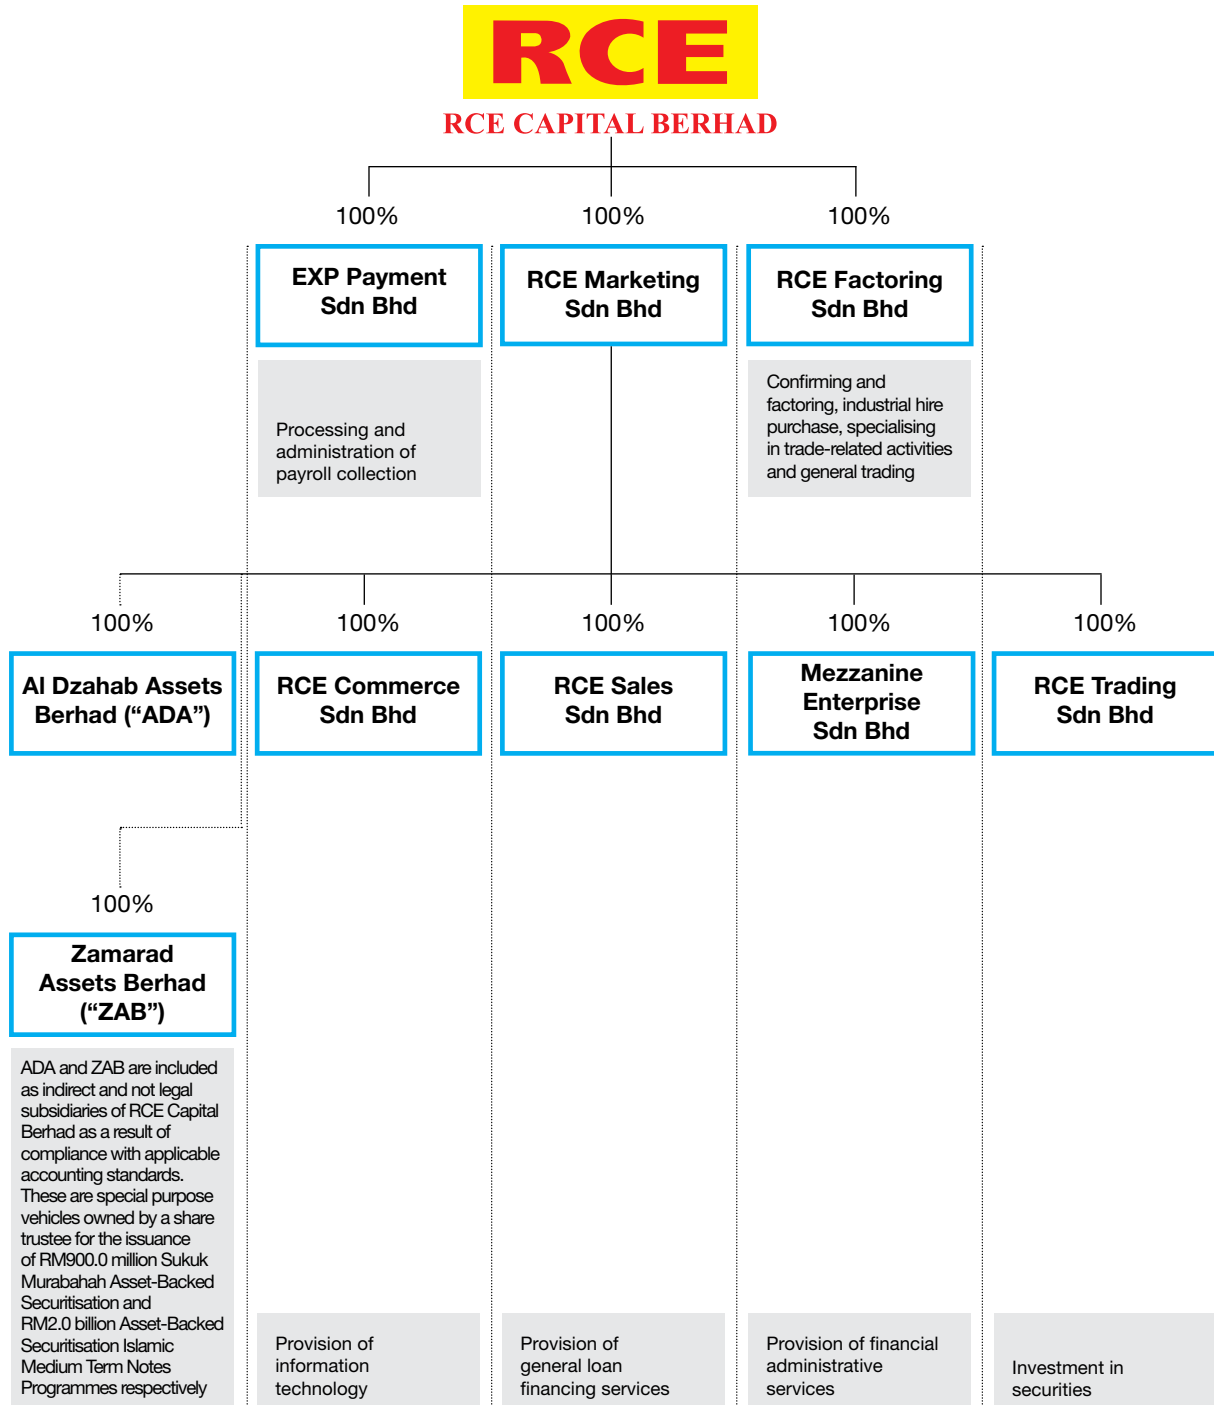 RCE
RCE CAPITAL BERHAD
100%
100%
100%
EXP Payment
Sdn Bhd
RCE Marketing
Sdn Bhd
RCE Factoring
Sdn Bhd
Processing and
administration of
payroll collection
Confirming and
factoring, industrial hire
purchase, specialising
in trade-related activities
and general trading
100%
100%
100%
100%
100%
Al Dzahab Assets
Berhad (“ADA”)
RCE Commerce
Sdn Bhd
RCE Sales
Sdn Bhd
Mezzanine
Enterprise
Sdn Bhd
RCE Trading
Sdn Bhd
100%
Zamarad
Assets Berhad
(“ZAB”)
ADA and ZAB are included
as indirect and not legal
subsidiaries of RCE Capital
Berhad as a result of
compliance with applicable
accounting standards.
These are special purpose
vehicles owned by a share
trustee for the issuance
of RM900.0 million Sukuk
Murabahah Asset-Backed
Securitisation and
RM2.0 billion Asset-Backed
Securitisation Islamic
Medium Term Notes
Programmes respectively
Provision of
information
technology
Provision of
general loan
financing services
Provision of financial
administrative
services
Investment in
securities